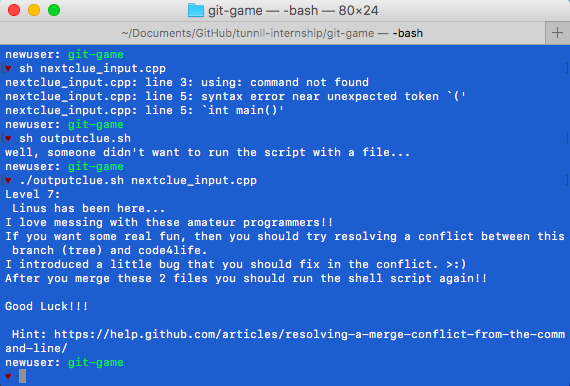 git-game — -bash — 80×24
~/Documents/GitHub/tunnll-internship/git-game — -bash
+
newuser: git-game
♥ sh nextclue_input.cpp
nextclue_input.cpp: line 3: using: command not found
nextclue_input.cpp: line 5: syntax error near unexpected token `('
nextclue_input.cpp: line 5: `int main()'
newuser: git-game
♥ sh outputclue.sh
well, someone didn't want to run the script with a file...
newuser: git-game
♥ ./outputclue.sh nextclue_input.cpp
Level 7:
Linus has been here...
I love messing with these amateur programmers!!
If you want some real fun, then you should try resolving a conflict between this
branch (tree) and code4life.
I introduced a little bug that you should fix in the conflict. >:)
After you merge these 2 files you should run the shell script again!!
Good Luck!!!
Hint: https://help.github.com/articles/resolving-a-merge-conflict-from-the-comm
and-line/
newuser: git-game
♥